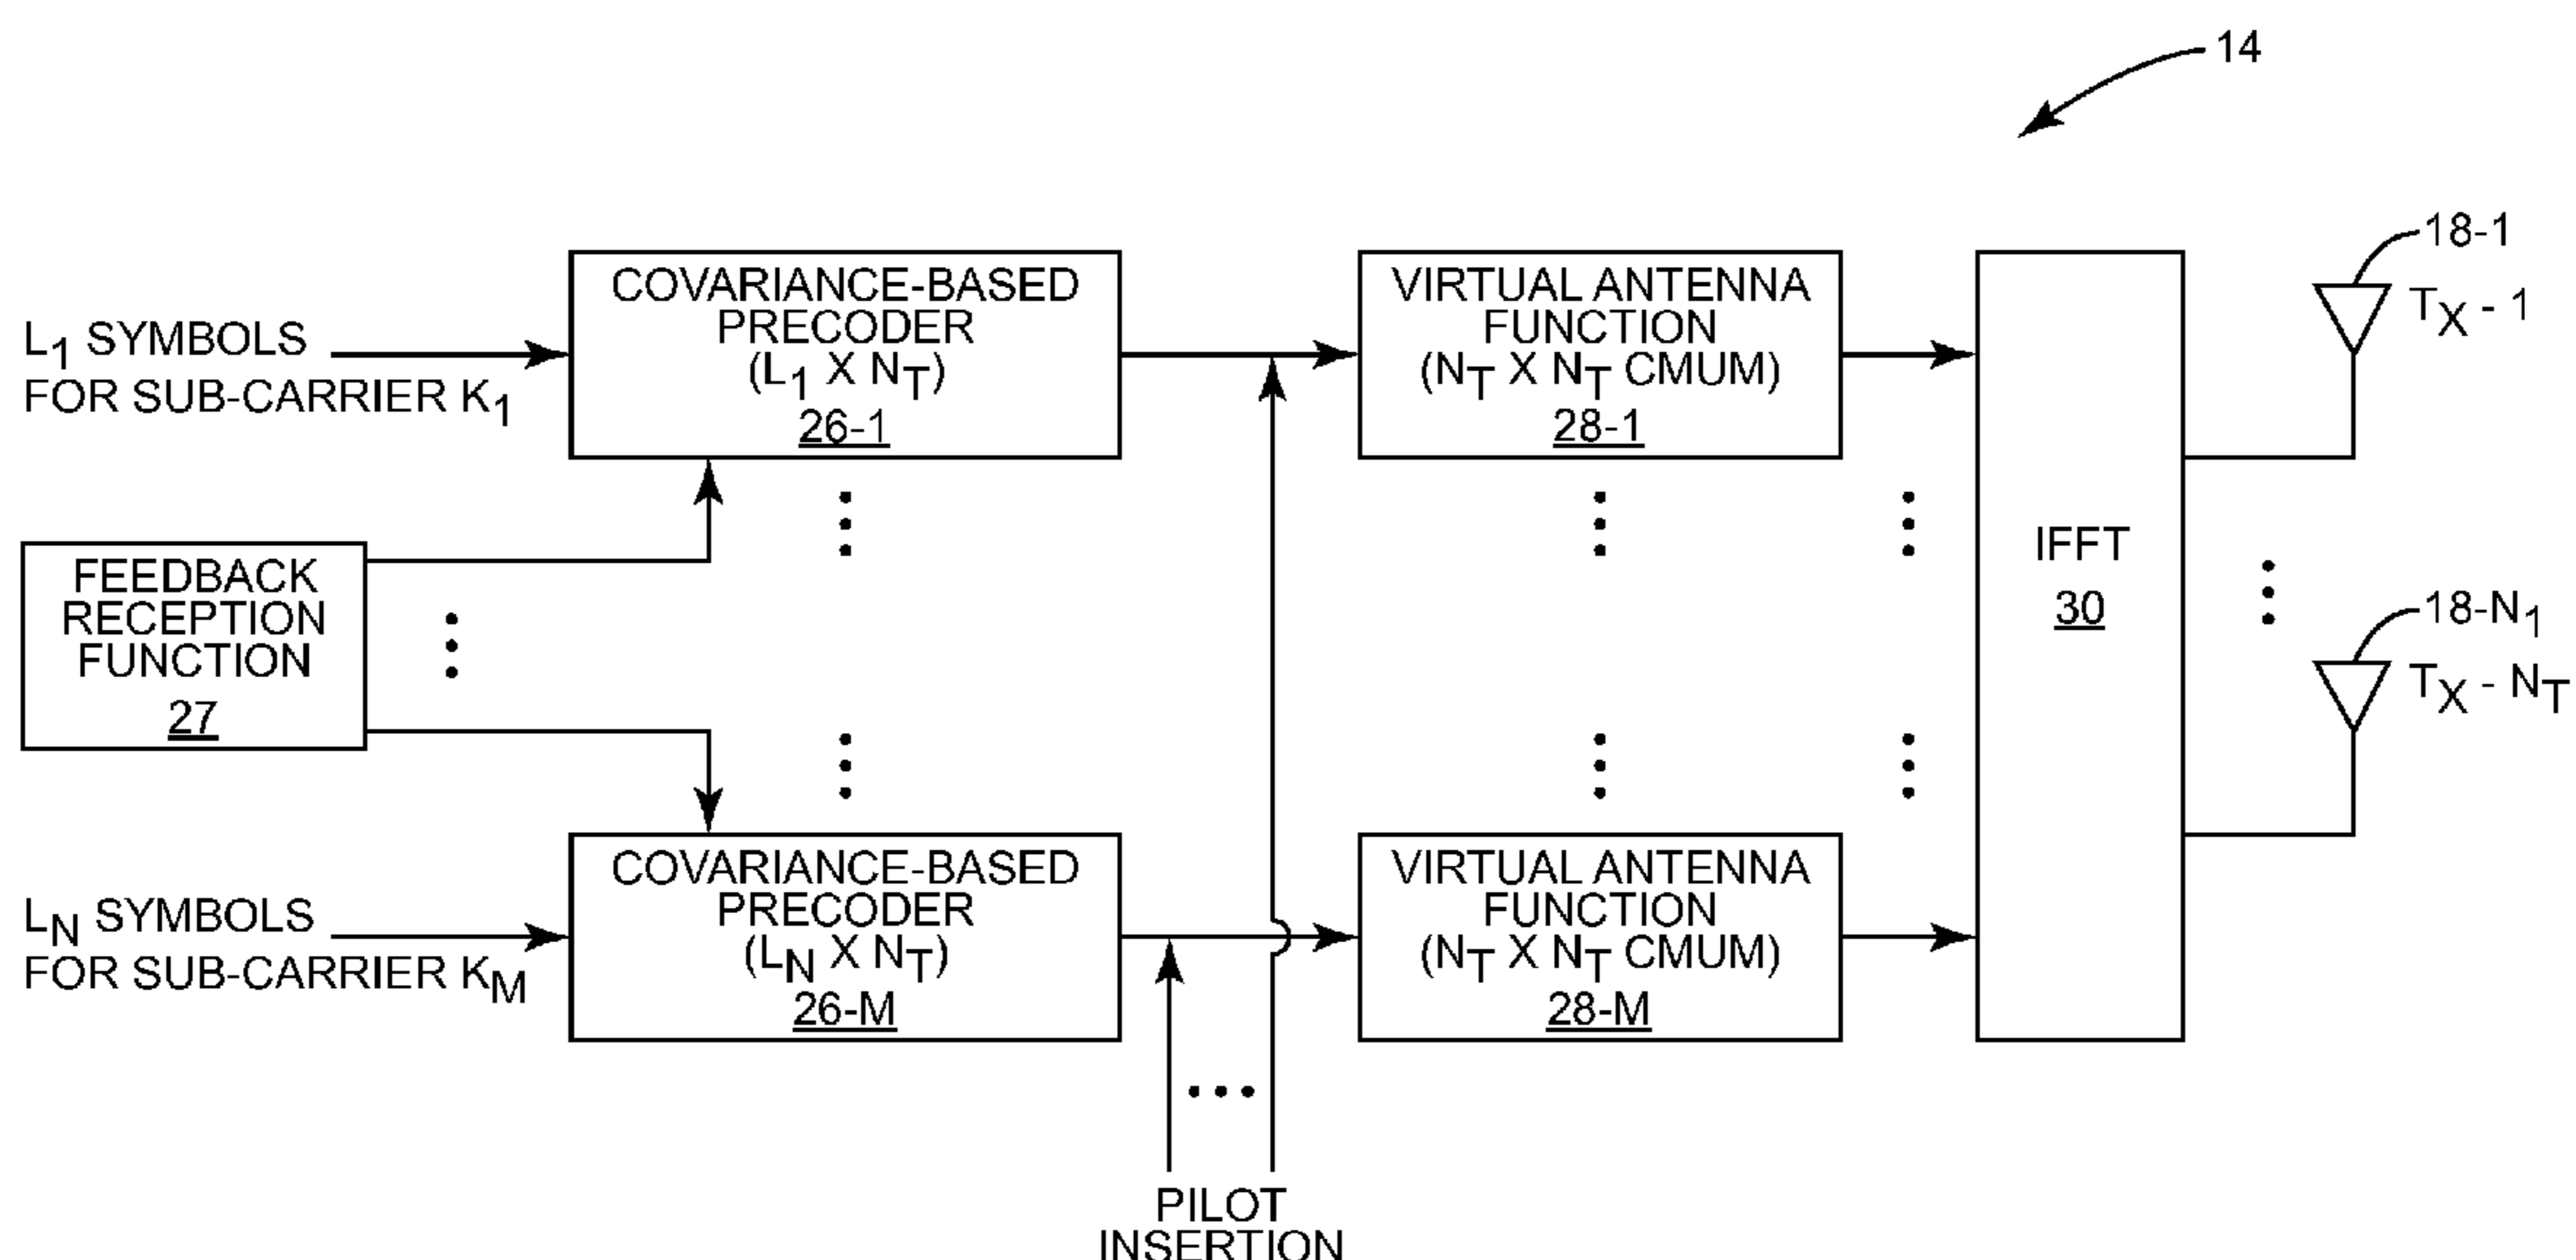 14
L1 SYMBOLS
FOR SUB-CARRIER K1
COVARIANCE-BASED
PRECODER
(L1 X NT)
26-1
VIRTUAL ANTENNA
FUNCTION
(NT X NT CMUM)
28-1
18-1
TX - 1
FEEDBACK
RECEPTION
FUNCTION
27
IFFT
30
18-N1
TX - NT
LN SYMBOLS
FOR SUB-CARRIER KM
COVARIANCE-BASED
PRECODER
(LN X NT)
26-M
VIRTUAL ANTENNA
FUNCTION
(NT X NT CMUM)
28-M
PILOT
INSERTION